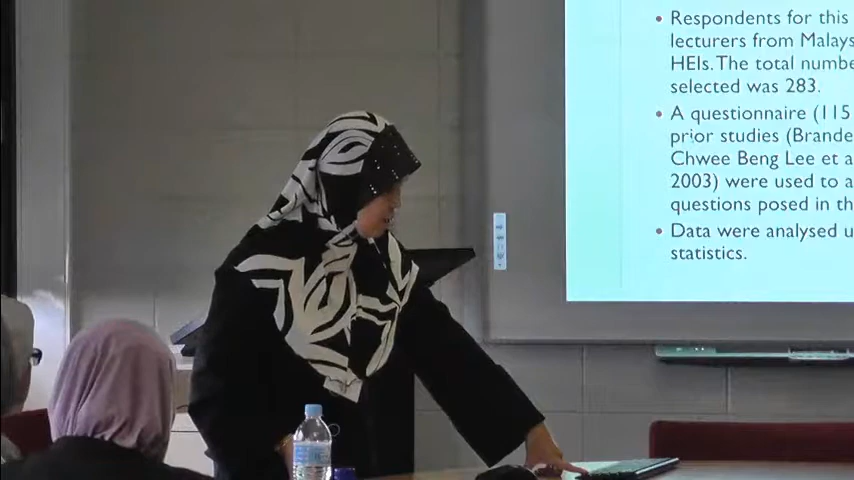 • Respondents for this
lecturers from Malays
HEIs. The total numbe
selected was 283.
• A questionnaire (115
prior studies (Brande
Chwee Beng Lee et a
2003) were used to a
questions posed in th
• Data were analysed u
statistics.